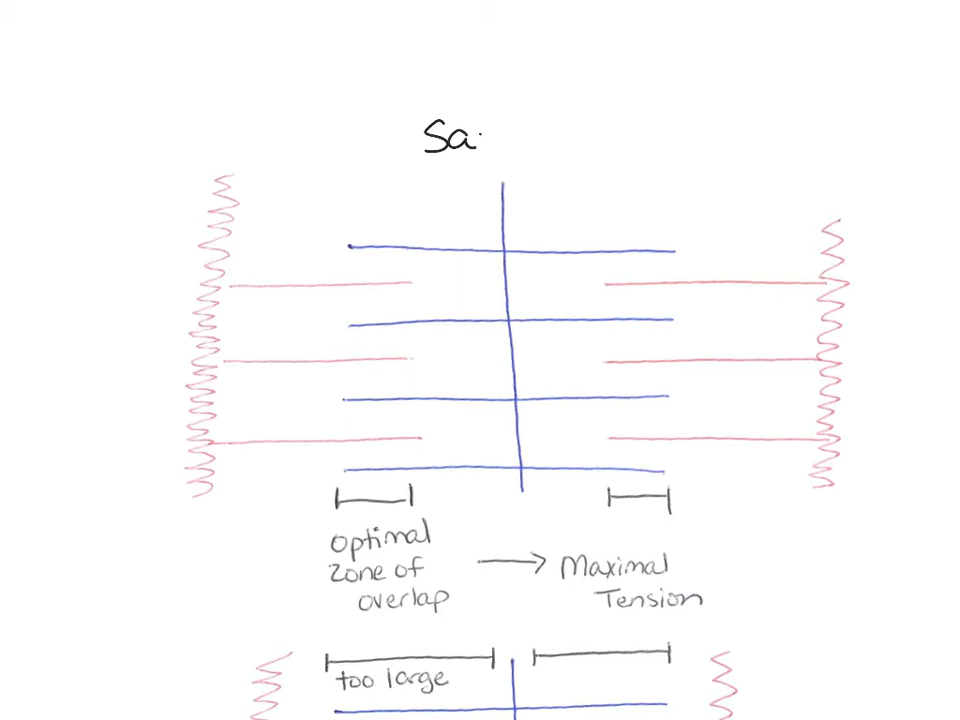 Sa
Optimal
zone of
overlap
Maximal
Tension
too large